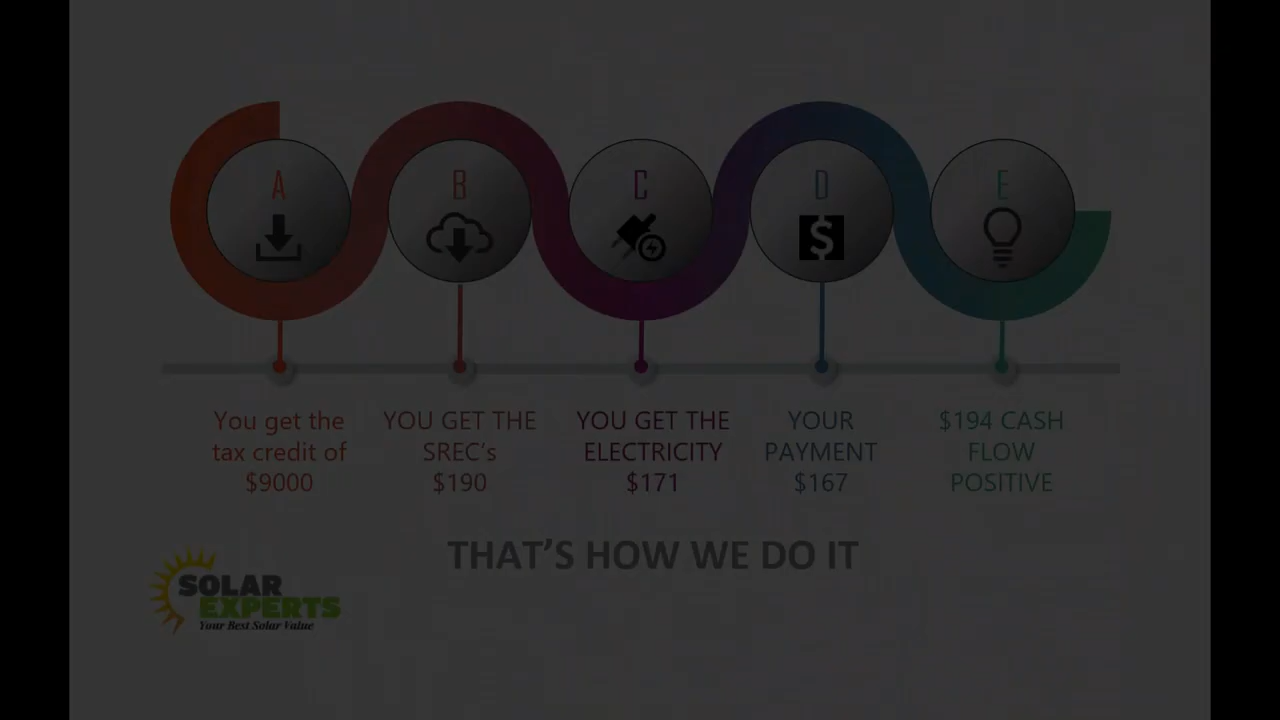 A
B
C
D
E
You get the
tax credit of
$9000
YOU GET THE
SREC’s
$190
YOU GET THE
ELECTRICITY
$171
YOUR
PAYMENT
$167
$194 CASH
FLOW
POSITIVE
THAT’S HOW WE DO IT
SOLAR
EXPERTS
Your Best Solar Value